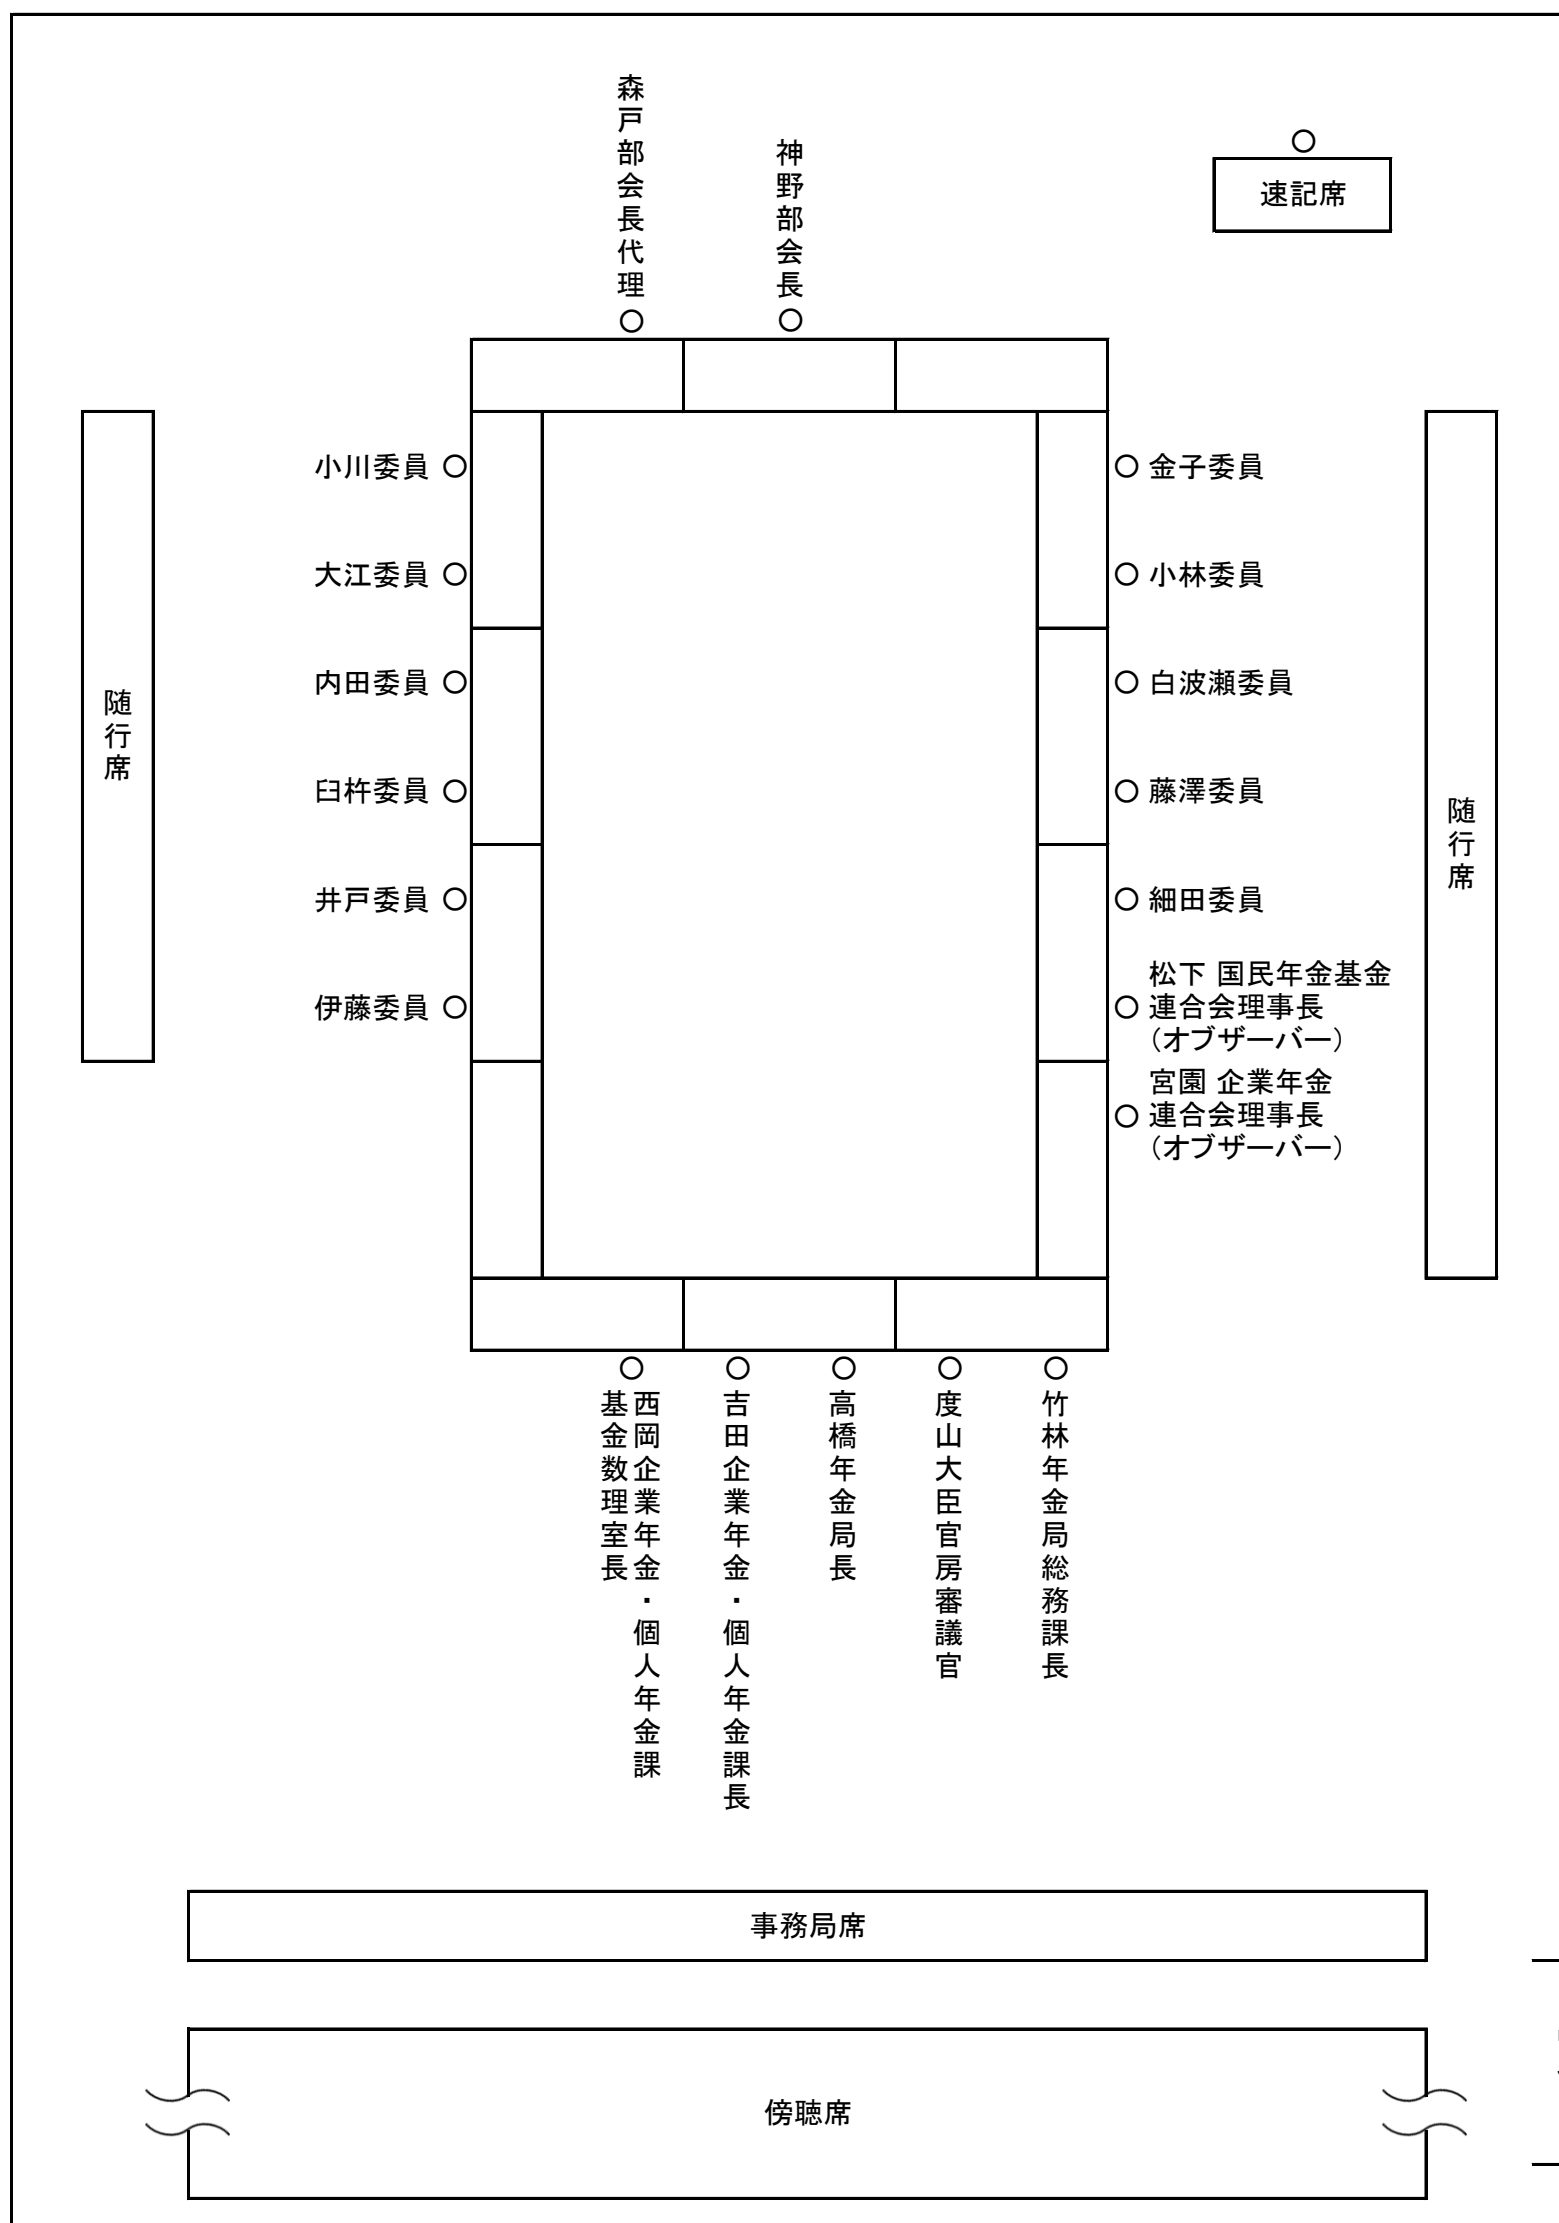 森戸部会長代理
神野部会長
速記席
小川委員
大江委員
内田委員
臼杵委員
井戸委員
伊藤委員
随行席
金子委員
小林委員
白波瀬委員
藤澤委員
細田委員
松下 国民年金基金
連合会理事長
(オブザーバー)
宮園 企業年金
連合会理事長
(オブザーバー)
随行席
西岡企業年金・個人年金課
基金数理室長
吉田企業年金・個人年金課長
高橋年金局長
度山大臣官房審議官
竹林年金局総務課長
事務局席
傍聴席